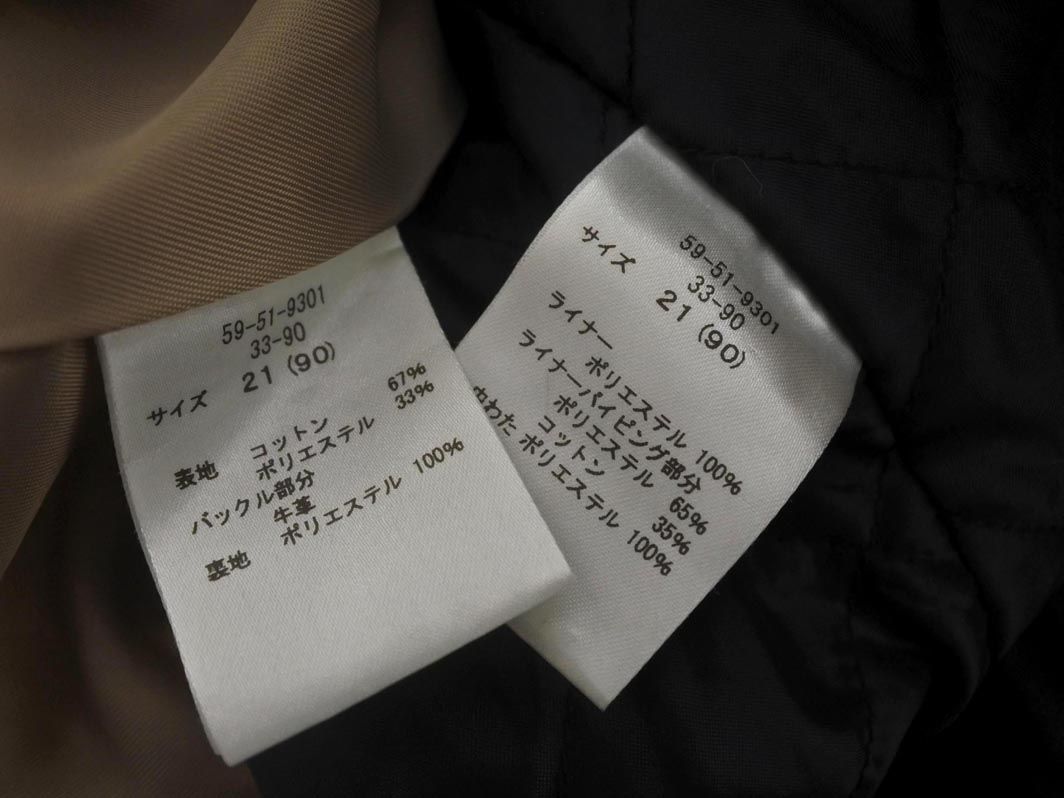 59-51-9301
33-90
サイズ 21 (90)
表地 コットン 67%
ポリエステル 33%
バックル部分
牛革
裏地 ポリエステル 100%
59-51-9301
33-90
サイズ 21 (90)
ライナー
ポリエステル 100%
ライナーパイピング部分
ポリエステル 65%
コットン 35%
中わた ポリエステル 100%